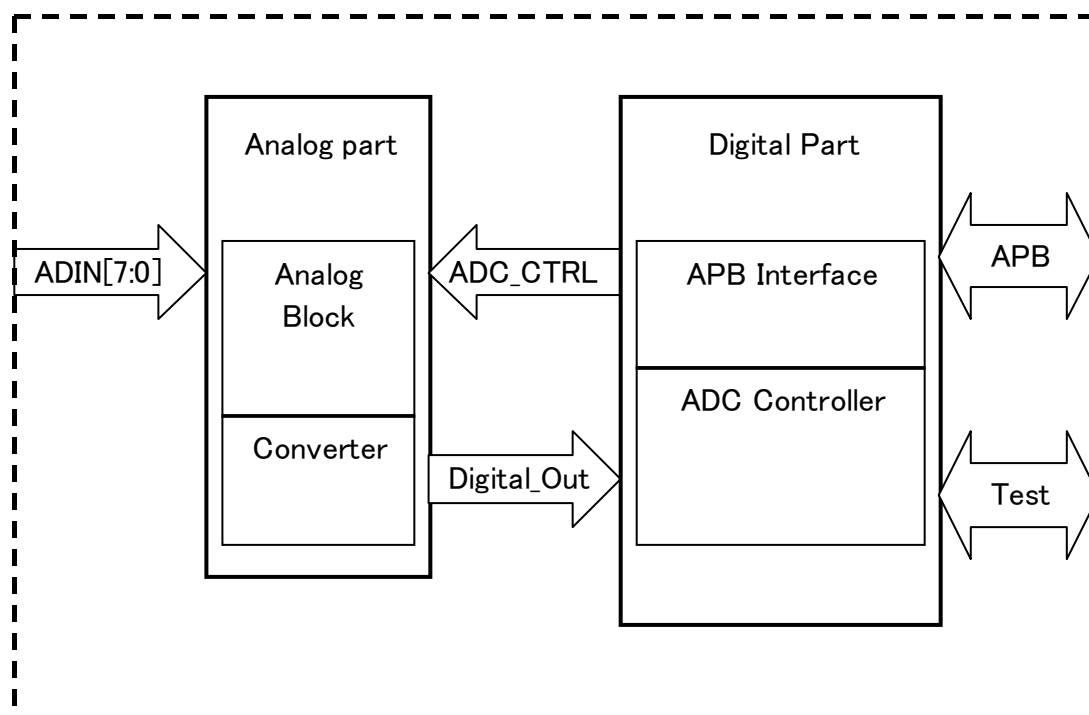 Analog part
Digital Part
ADIN[7:0]
Analog
Block
ADC_CTRL
APB Interface
APB
ADC Controller
Converter
Digital_Out
Test